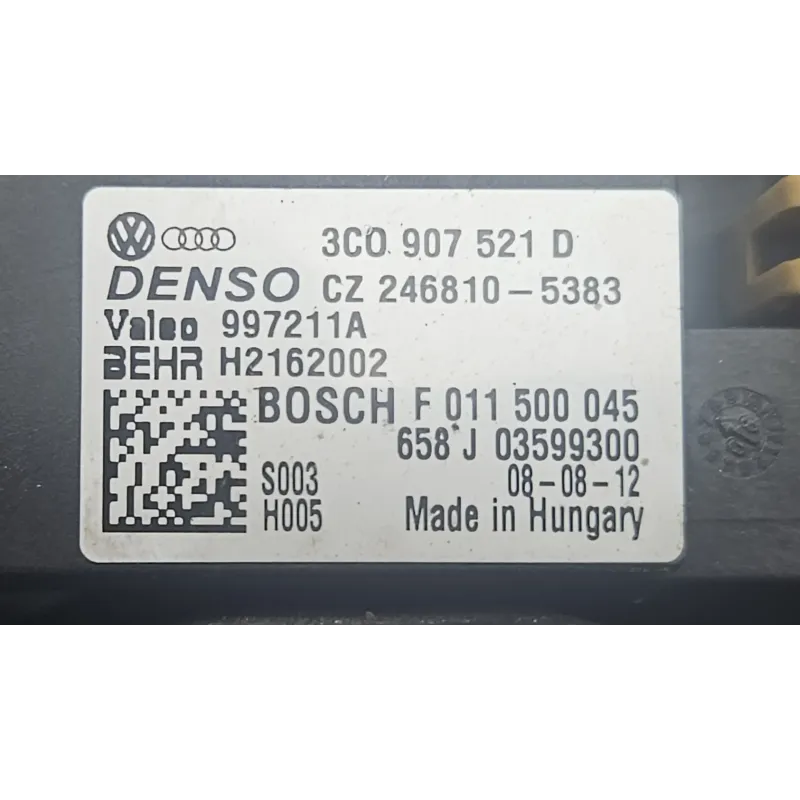 3C0 907 521 D
DENSO CZ 246810-5383
Valeo 997211A
BEHR H2162002
BOSCH F 011 500 045
658 J 03599300
S003 08-08-12
H005 Made in Hungary